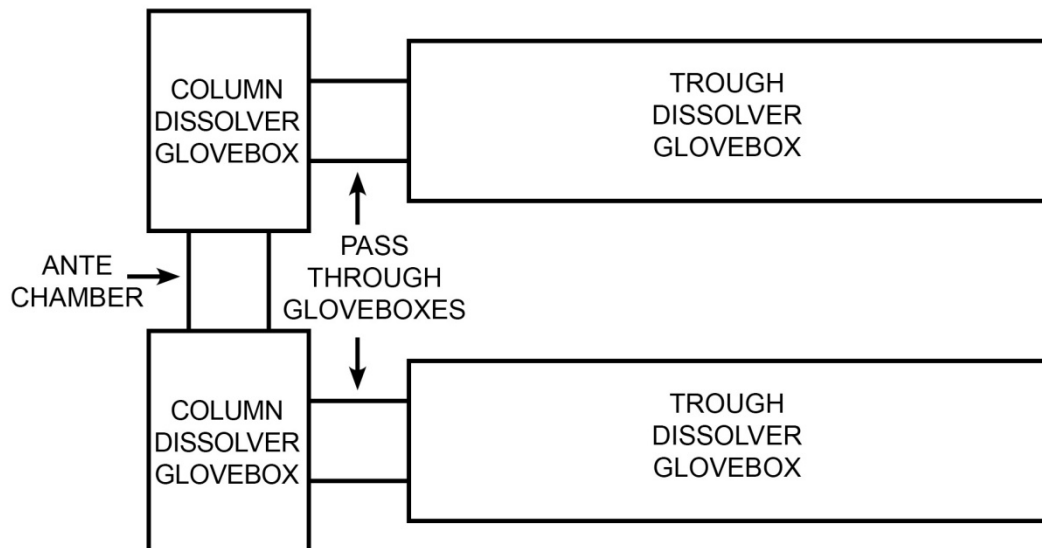 COLUMN
DISSOLVER
GLOVEBOX
TROUGH
DISSOLVER
GLOVEBOX
ANTE
CHAMBER
PASS
THROUGH
GLOVEBOXES
COLUMN
DISSOLVER
GLOVEBOX
TROUGH
DISSOLVER
GLOVEBOX